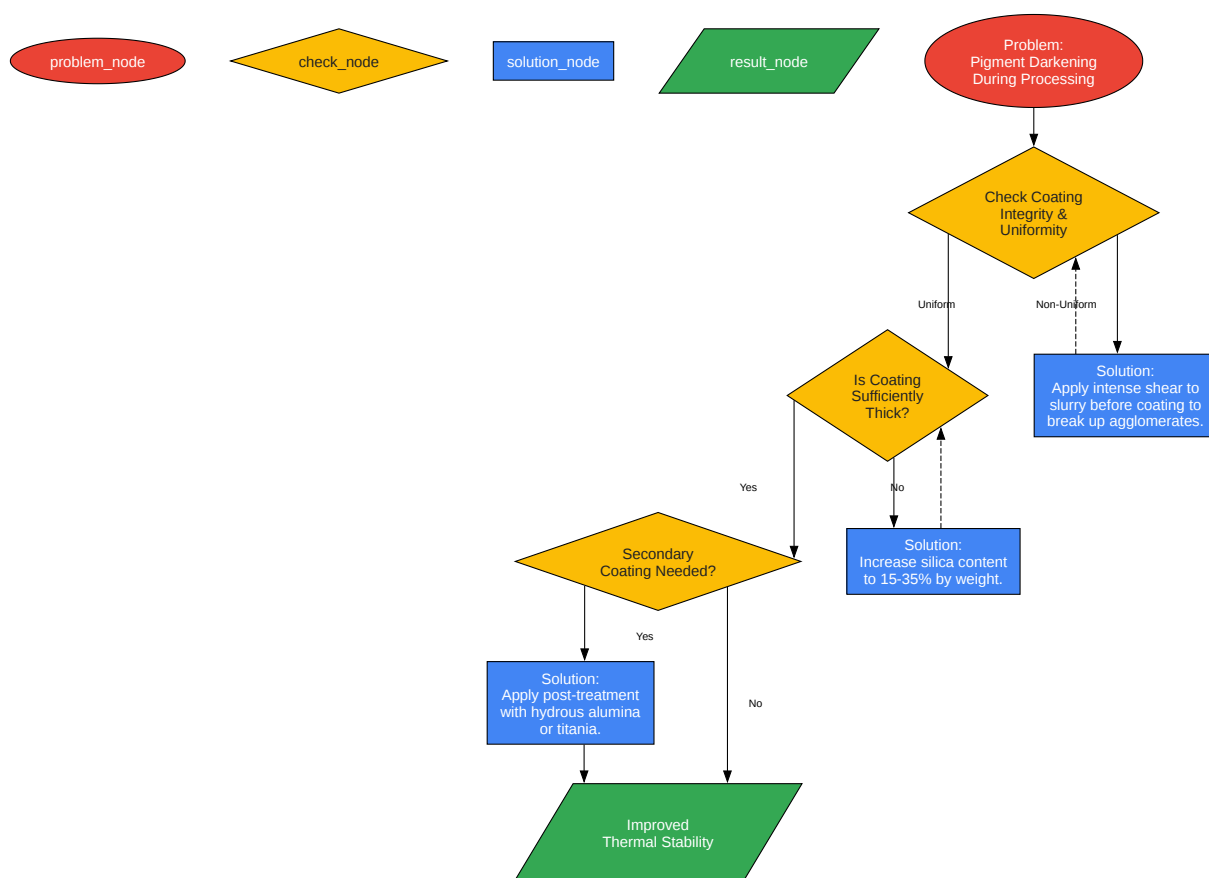 problem_node
check_node
solution_node
result_node
Problem:
Pigment Darkening
During Processing
Check Coating
Integrity &
Uniformity
Uniform
Non-Uniform
Is Coating
Sufficiently
Thick?
Solution:
Apply intense shear to
slurry before coating to
break up agglomerates.
Yes
No
Secondary
Coating Needed?
Solution:
Increase silica content
to 15-35% by weight.
Yes
Solution:
Apply post-treatment
with hydrous alumina
or titania.
No
Improved
Thermal Stability